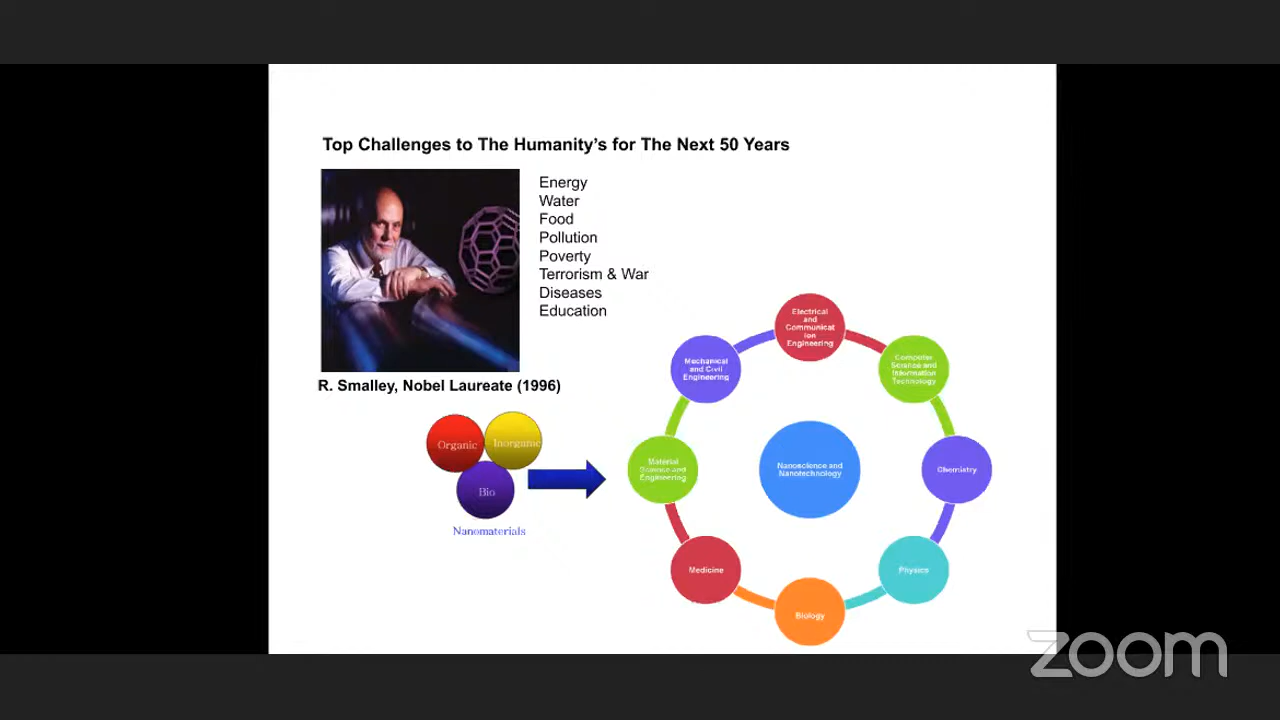 Top Challenges to The Humanity's for The Next 50 Years
Energy
Water
Food
Pollution
Poverty
Terrorism & War
Diseases
Education
R. Smalley, Nobel Laureate (1996)
Organic
Inorganic
Bio
Nanomaterials
Electrical
and
Communicat
ion
Engineering
Mechanical
and Civil
Engineering
Computer
Science and
Information
Technology
Material
Science and
Engineering
Nanoscience and
Nanotechnology
Chemistry
Medicine
Physics
Biology
zoom